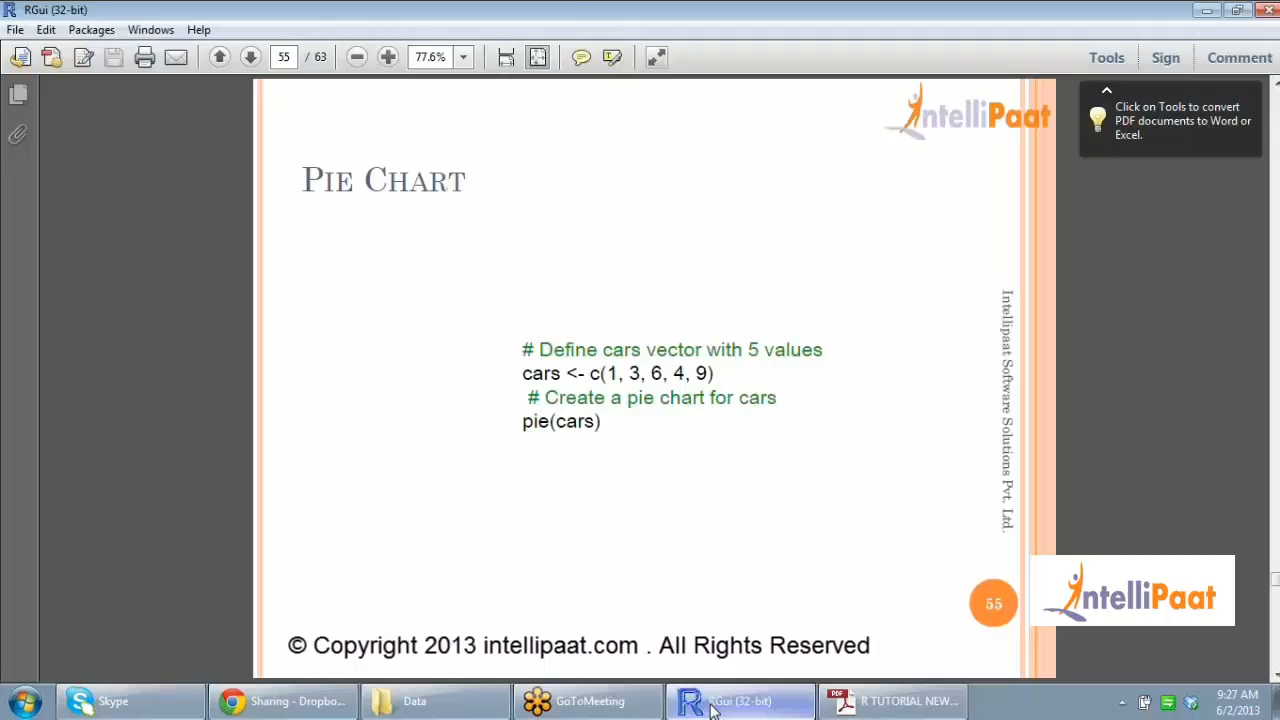 RGui (32-bit)
File Edit Packages Windows Help
55 / 63 77.6% Tools Sign Comment
IntelliPaat
Click on Tools to convert
PDF documents to Word or
Excel.
Pie Chart
# Define cars vector with 5 values
cars <- c(1, 3, 6, 4, 9)
# Create a pie chart for cars
pie(cars)
Intellipaat Software Solutions Pvt. Ltd.
55
IntelliPaat
© Copyright 2013 intellipaat.com . All Rights Reserved
Skype Sharing - Dropbo... Data GoToMeeting RGui (32-bit) R TUTORIAL NEW...
9:27 AM
6/2/2013